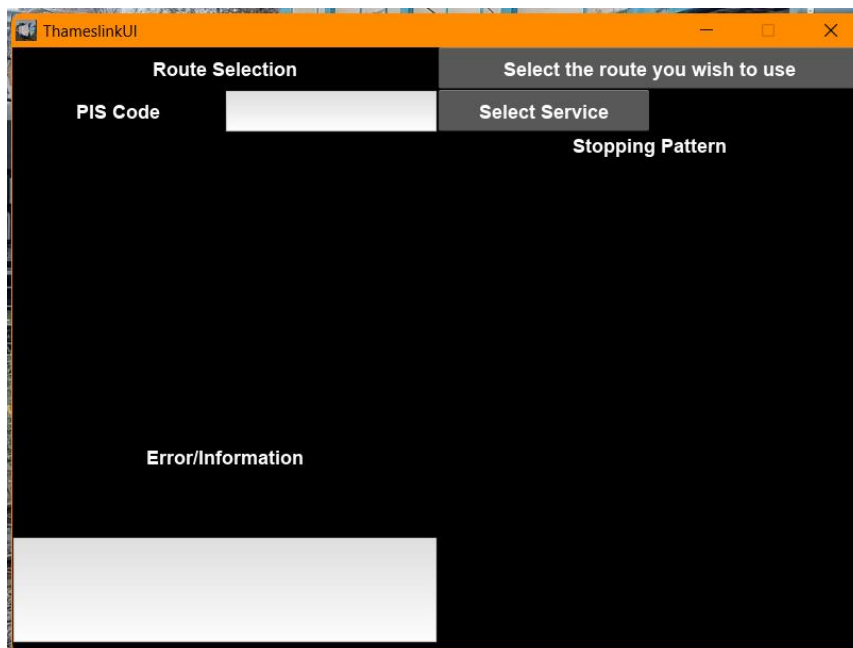 ThameslinkUI
Route Selection
Select the route you wish to use
PIS Code
Select Service
Stopping Pattern
Error/Information